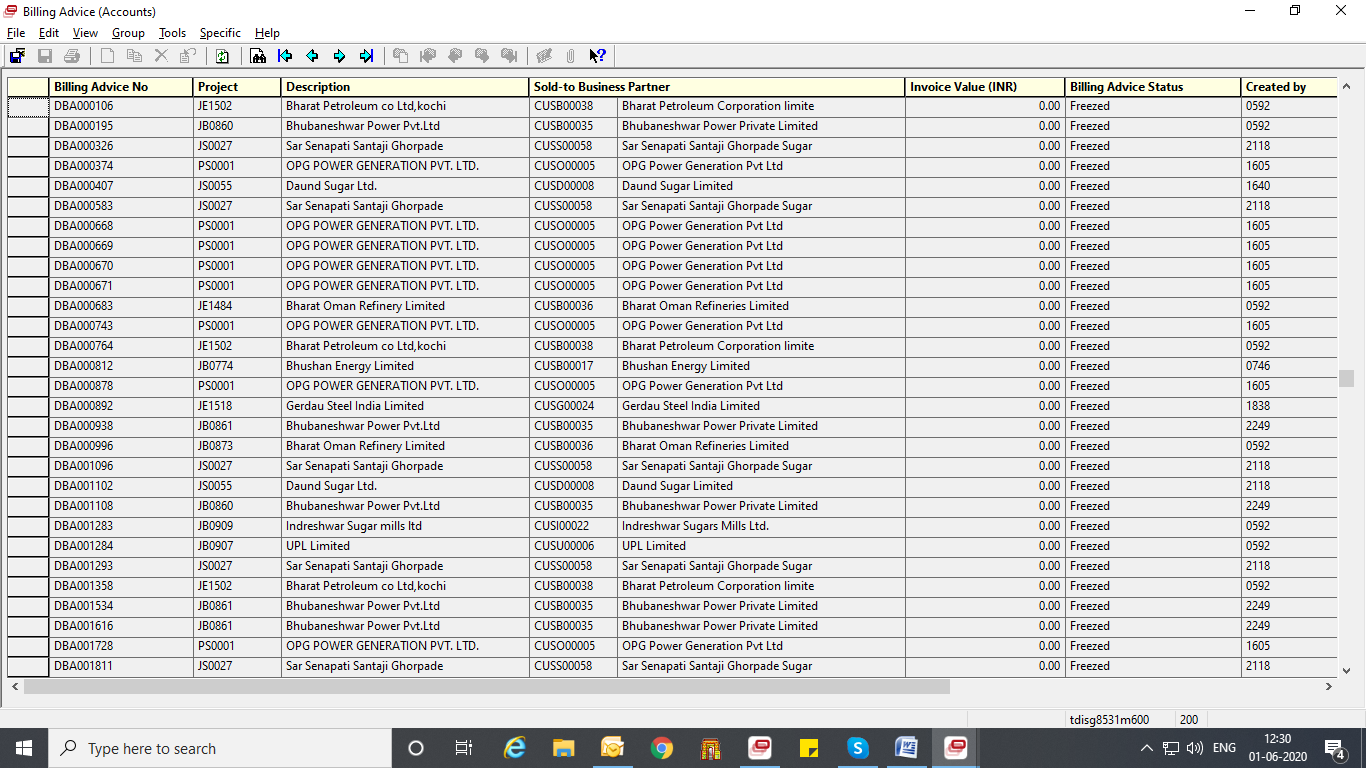 Billing Advice (Accounts)
File Edit View Group Tools Specific Help
Billing Advice No Project Description Sold-to Business Partner Invoice Value (INR) Billing Advice Status Created by
DBA000106 JE1502 Bharat Petroleum co Ltd,kochi CUSB00038 Bharat Petroleum Corporation limite 0.00 Freezed 0592
DBA000195 JB0860 Bhubaneshwar Power Pvt.Ltd CUSB00035 Bhubaneshwar Power Private Limited 0.00 Freezed 0592
DBA000326 JS0027 Sar Senapati Santaji Ghorpade CUSS00058 Sar Senapati Santaji Ghorpade Sugar 0.00 Freezed 2118
DBA000374 PS0001 OPG POWER GENERATION PVT. LTD. CUSO00005 OPG Power Generation Pvt Ltd 0.00 Freezed 1605
DBA000407 JS0055 Daund Sugar Ltd. CUSD00008 Daund Sugar Limited 0.00 Freezed 1640
DBA000583 JS0027 Sar Senapati Santaji Ghorpade CUSS00058 Sar Senapati Santaji Ghorpade Sugar 0.00 Freezed 2118
DBA000668 PS0001 OPG POWER GENERATION PVT. LTD. CUSO00005 OPG Power Generation Pvt Ltd 0.00 Freezed 1605
DBA000669 PS0001 OPG POWER GENERATION PVT. LTD. CUSO00005 OPG Power Generation Pvt Ltd 0.00 Freezed 1605
DBA000670 PS0001 OPG POWER GENERATION PVT. LTD. CUSO00005 OPG Power Generation Pvt Ltd 0.00 Freezed 1605
DBA000671 PS0001 OPG POWER GENERATION PVT. LTD. CUSO00005 OPG Power Generation Pvt Ltd 0.00 Freezed 1605
DBA000683 JE1484 Bharat Oman Refinery Limited CUSB00036 Bharat Oman Refineries Limited 0.00 Freezed 0592
DBA000743 PS0001 OPG POWER GENERATION PVT. LTD. CUSO00005 OPG Power Generation Pvt Ltd 0.00 Freezed 1605
DBA000764 JE1502 Bharat Petroleum co Ltd,kochi CUSB00038 Bharat Petroleum Corporation limite 0.00 Freezed 0592
DBA000812 JB0774 Bhushan Energy Limited CUSB00017 Bhushan Energy Limited 0.00 Freezed 0746
DBA000878 PS0001 OPG POWER GENERATION PVT. LTD. CUSO00005 OPG Power Generation Pvt Ltd 0.00 Freezed 1605
DBA000892 JE1518 Gerdau Steel India Limited CUSG00024 Gerdau Steel India Limited 0.00 Freezed 1838
DBA000938 JB0861 Bhubaneshwar Power Pvt.Ltd CUSB00035 Bhubaneshwar Power Private Limited 0.00 Freezed 2249
DBA000996 JB0873 Bharat Oman Refinery Limited CUSB00036 Bharat Oman Refineries Limited 0.00 Freezed 0592
DBA001096 JS0027 Sar Senapati Santaji Ghorpade CUSS00058 Sar Senapati Santaji Ghorpade Sugar 0.00 Freezed 2118
DBA001102 JS0055 Daund Sugar Ltd. CUSD00008 Daund Sugar Limited 0.00 Freezed 2118
DBA001108 JB0860 Bhubaneshwar Power Pvt.Ltd CUSB00035 Bhubaneshwar Power Private Limited 0.00 Freezed 2249
DBA001283 JB0909 Indreshwar Sugar mills ltd CUSI00022 Indreshwar Sugars Mills Ltd. 0.00 Freezed 0592
DBA001284 JB0907 UPL Limited CUSU00006 UPL Limited 0.00 Freezed 0592
DBA001293 JS0027 Sar Senapati Santaji Ghorpade CUSS00058 Sar Senapati Santaji Ghorpade Sugar 0.00 Freezed 2118
DBA001358 JE1502 Bharat Petroleum co Ltd,kochi CUSB00038 Bharat Petroleum Corporation limite 0.00 Freezed 0592
DBA001534 JB0861 Bhubaneshwar Power Pvt.Ltd CUSB00035 Bhubaneshwar Power Private Limited 0.00 Freezed 2249
DBA001616 JB0861 Bhubaneshwar Power Pvt.Ltd CUSB00035 Bhubaneshwar Power Private Limited 0.00 Freezed 2249
DBA001728 PS0001 OPG POWER GENERATION PVT. LTD. CUSO00005 OPG Power Generation Pvt Ltd 0.00 Freezed 1605
DBA001811 JS0027 Sar Senapati Santaji Ghorpade CUSS00058 Sar Senapati Santaji Ghorpade Sugar 0.00 Freezed 2118
tdisg8531m600 200
Type here to search
ENG
12:30
01-06-2020
4